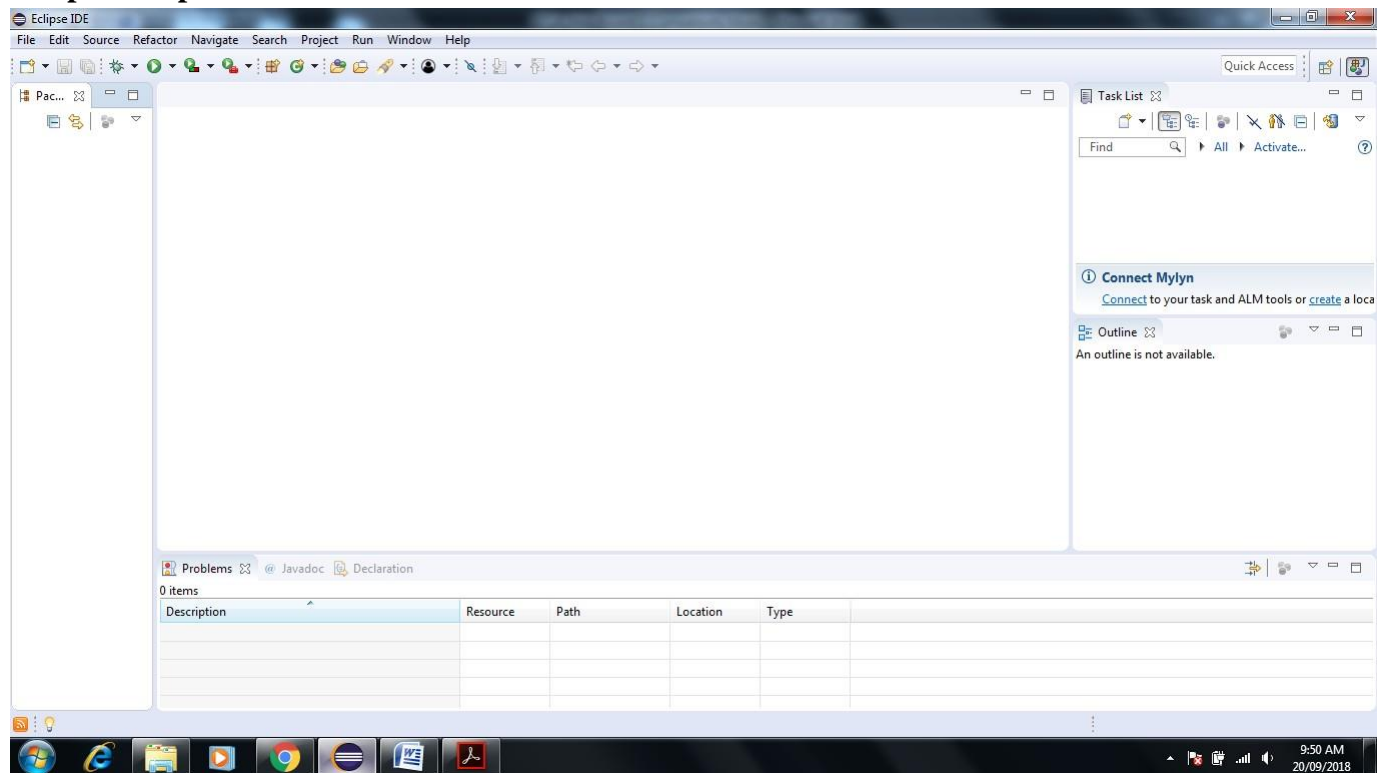 Eclipse IDE
File Edit Source Refactor Navigate Search Project Run Window Help
Quick Access
Pac...
Task List
Find All Activate...
Connect Mylyn
Connect to your task and ALM tools or create a loca
Outline
An outline is not available.
Problems @ Javadoc Declaration
0 items
Description Resource Path Location Type
9:50 AM
20/09/2018